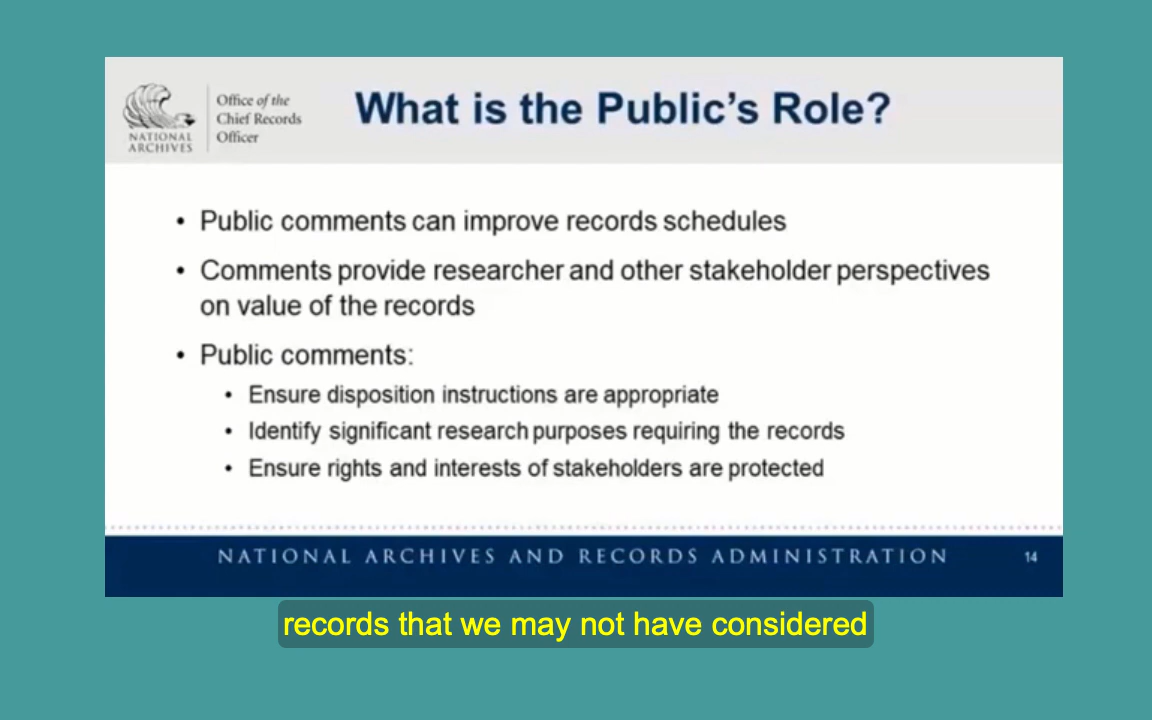 NATIONAL
ARCHIVES
Office of the
Chief Records
Officer
What is the Public's Role?
• Public comments can improve records schedules
• Comments provide researcher and other stakeholder perspectives
on value of the records
• Public comments:
• Ensure disposition instructions are appropriate
• Identify significant research purposes requiring the records
• Ensure rights and interests of stakeholders are protected
NATIONAL ARCHIVES AND RECORDS ADMINISTRATION
14
records that we may not have considered